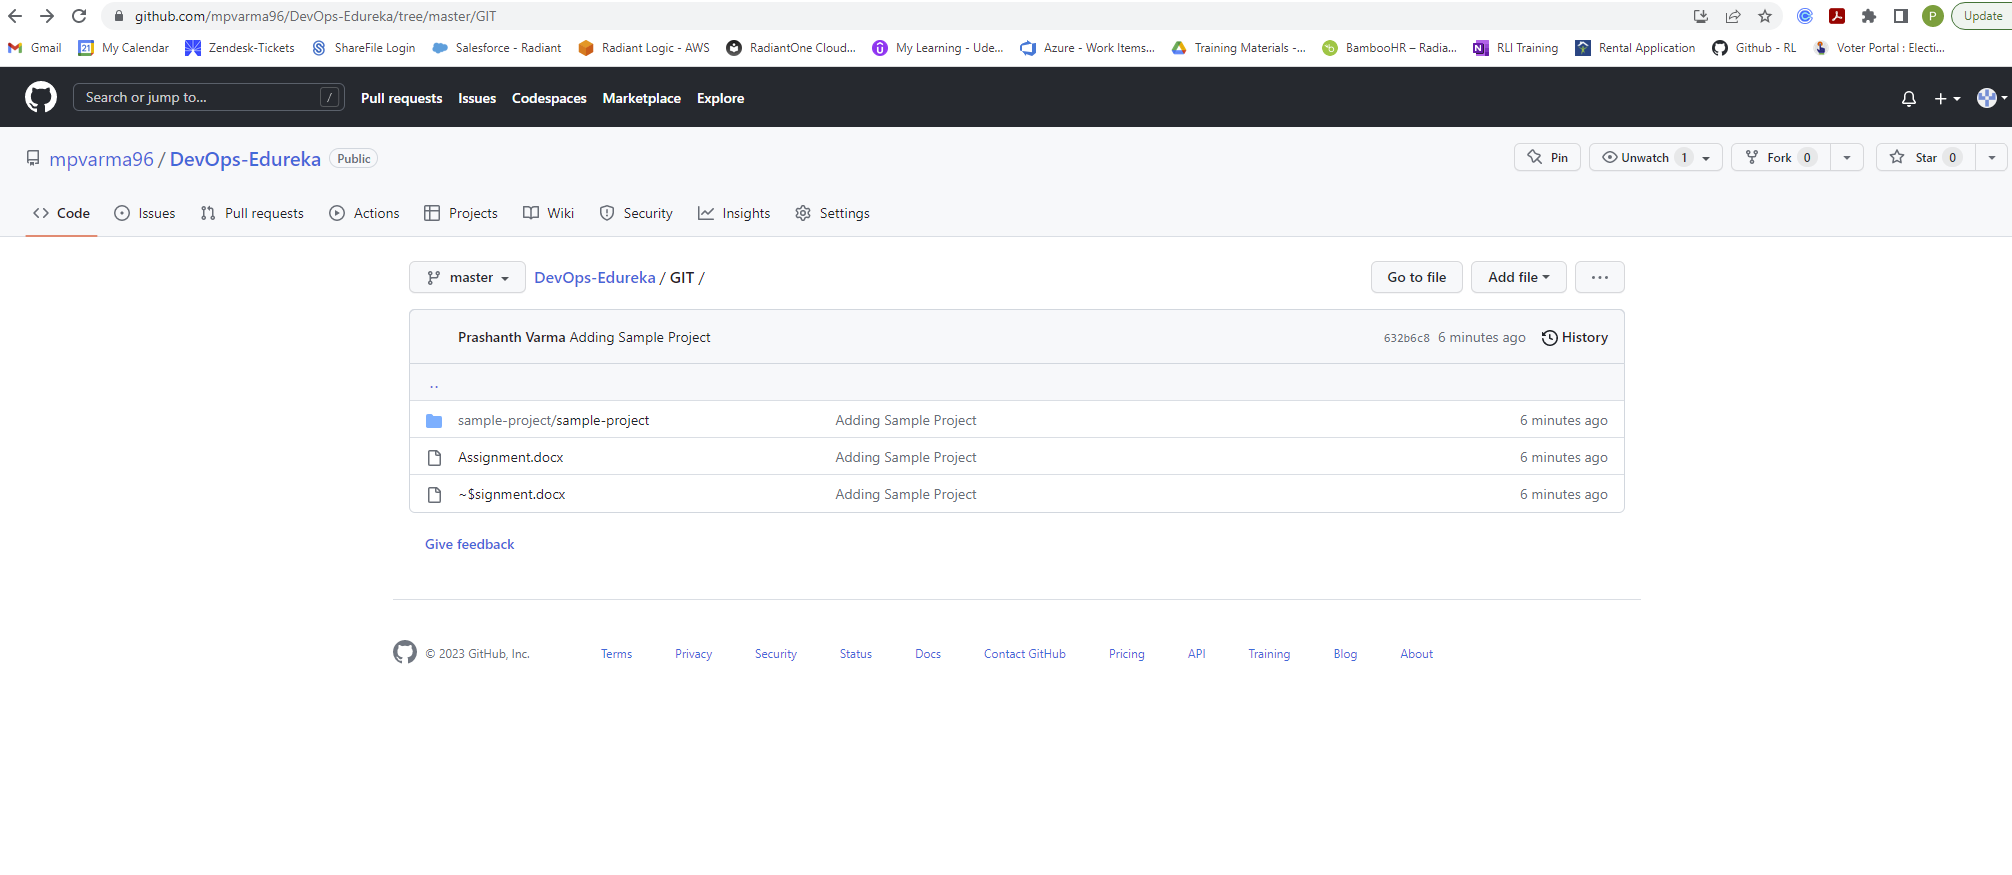 github.com/mpvarma96/DevOps-Edureka/tree/master/GIT P Update
Gmail 21 My Calendar Zendesk-Tickets ShareFile Login Salesforce - Radiant Radiant Logic - AWS RadiantOne Cloud... My Learning - Ude... Azure - Work Items... Training Materials -... BambooHR – Radia... RLI Training Rental Application Github - RL Voter Portal : Electi...
Search or jump to... / Pull requests Issues Codespaces Marketplace Explore
mpvarma96 / DevOps-Edureka Public Pin Unwatch 1 Fork 0 Star 0
<> Code Issues Pull requests Actions Projects Wiki Security Insights Settings
master DevOps-Edureka / GIT / Go to file Add file ...
Prashanth Varma Adding Sample Project 632b6c8 6 minutes ago History
..
sample-project/sample-project Adding Sample Project 6 minutes ago
Assignment.docx Adding Sample Project 6 minutes ago
~$signment.docx Adding Sample Project 6 minutes ago
Give feedback
© 2023 GitHub, Inc. Terms Privacy Security Status Docs Contact GitHub Pricing API Training Blog About